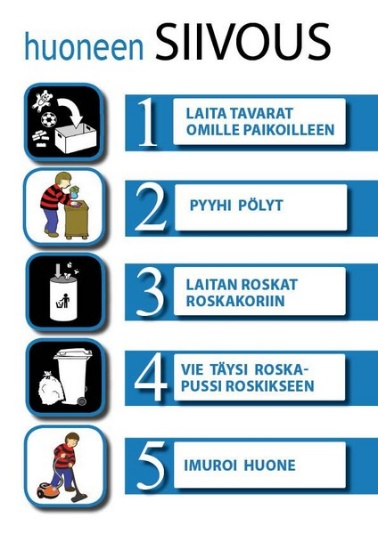 huoneen SIIVOUS
1
LAITA TAVARAT
OMILLE PAIKOILLEEN
2
PYYHI PÖLYT
3
LAITAN ROSKAT
ROSKAKORIIN
4
VIE TÄYSI ROSKA-
PUSSI ROSKIKSEEN
5
IMUROI HUONE